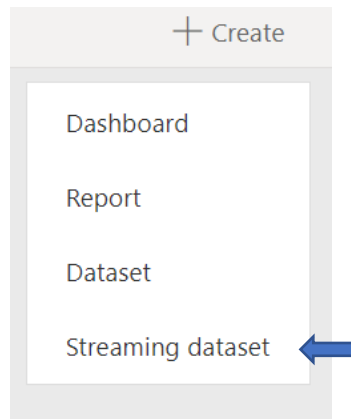 + Create
Dashboard
Report
Dataset
Streaming dataset